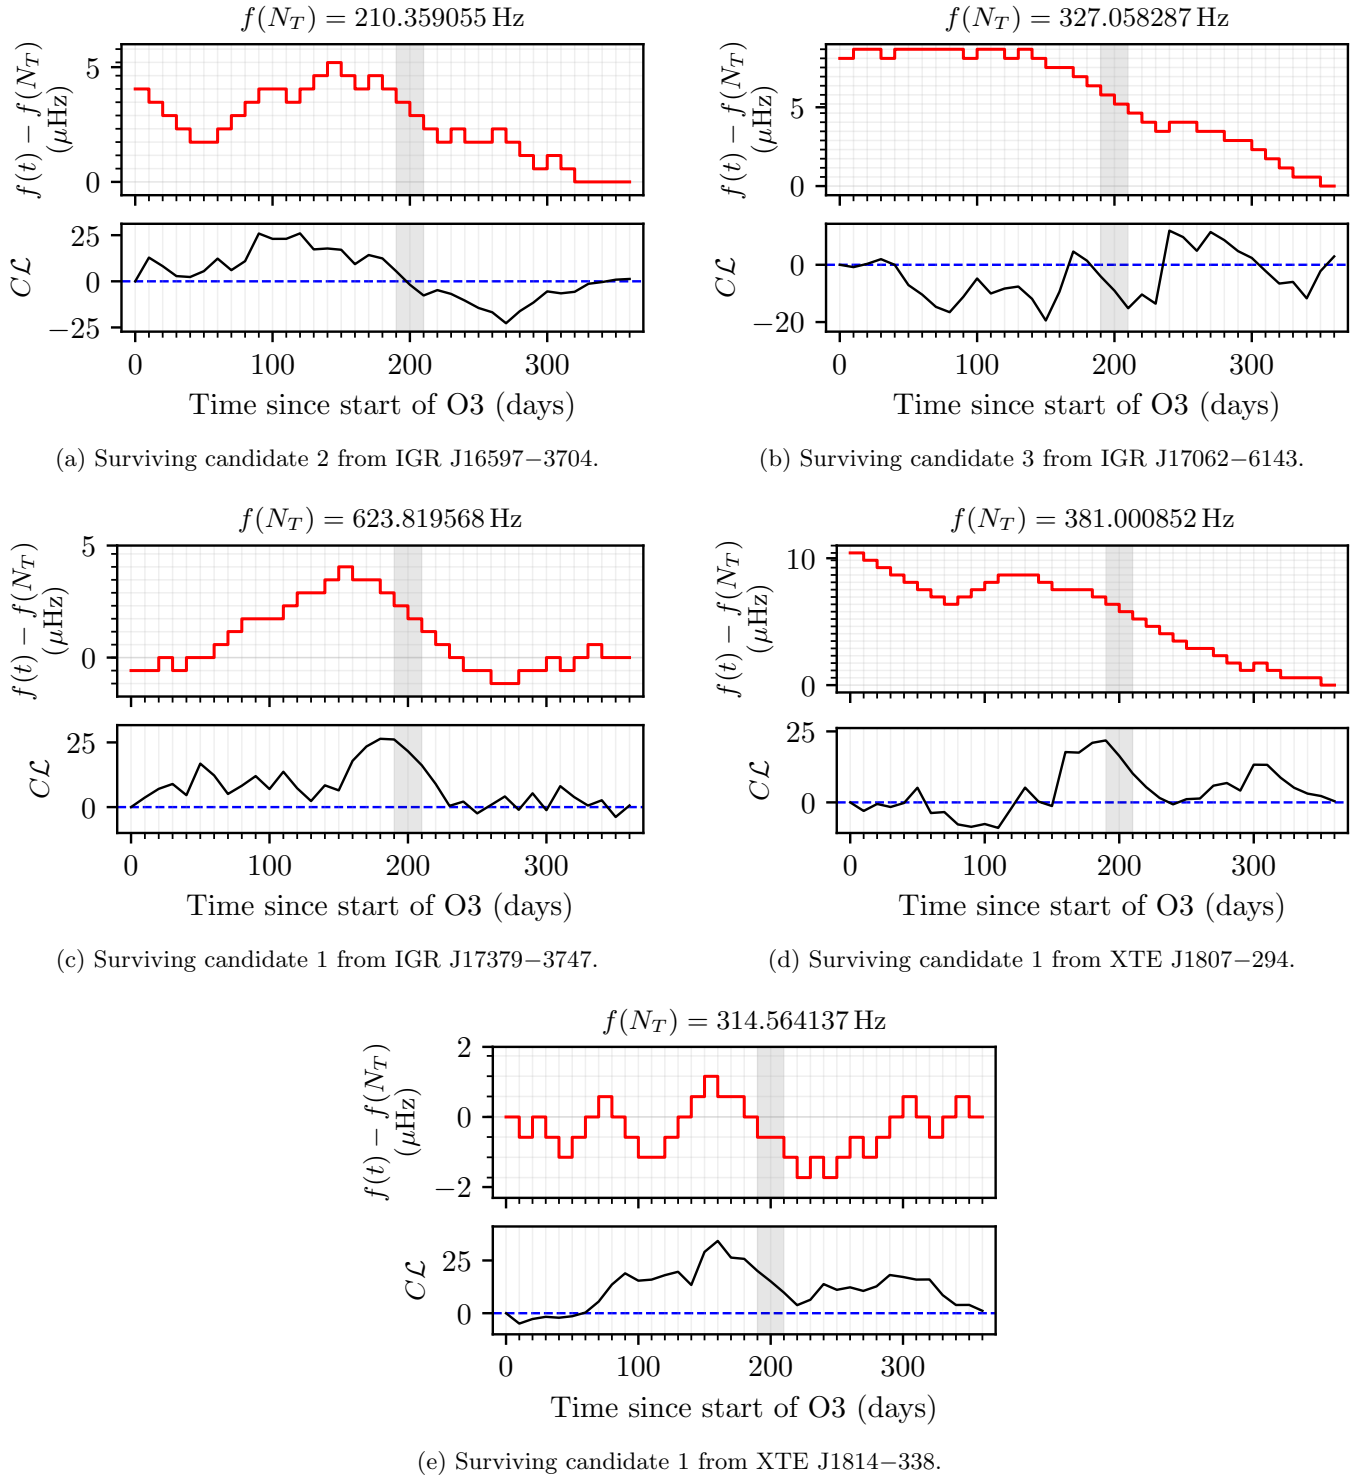 f(N_T) = 210.359055 Hz
f(t) − f(N_T)
(μHz)
5
0
CL
25
0
−25
0 100 200 300
Time since start of O3 (days)
(a) Surviving candidate 2 from IGR J16597−3704.
f(N_T) = 327.058287 Hz
f(t) − f(N_T)
(μHz)
5
0
CL
0
−20
0 100 200 300
Time since start of O3 (days)
(b) Surviving candidate 3 from IGR J17062−6143.
f(N_T) = 623.819568 Hz
f(t) − f(N_T)
(μHz)
5
0
CL
25
0
0 100 200 300
Time since start of O3 (days)
(c) Surviving candidate 1 from IGR J17379−3747.
f(N_T) = 381.000852 Hz
f(t) − f(N_T)
(μHz)
10
0
CL
25
0
0 100 200 300
Time since start of O3 (days)
(d) Surviving candidate 1 from XTE J1807−294.
f(N_T) = 314.564137 Hz
f(t) − f(N_T)
(μHz)
2
0
−2
CL
25
0
0 100 200 300
Time since start of O3 (days)
(e) Surviving candidate 1 from XTE J1814−338.